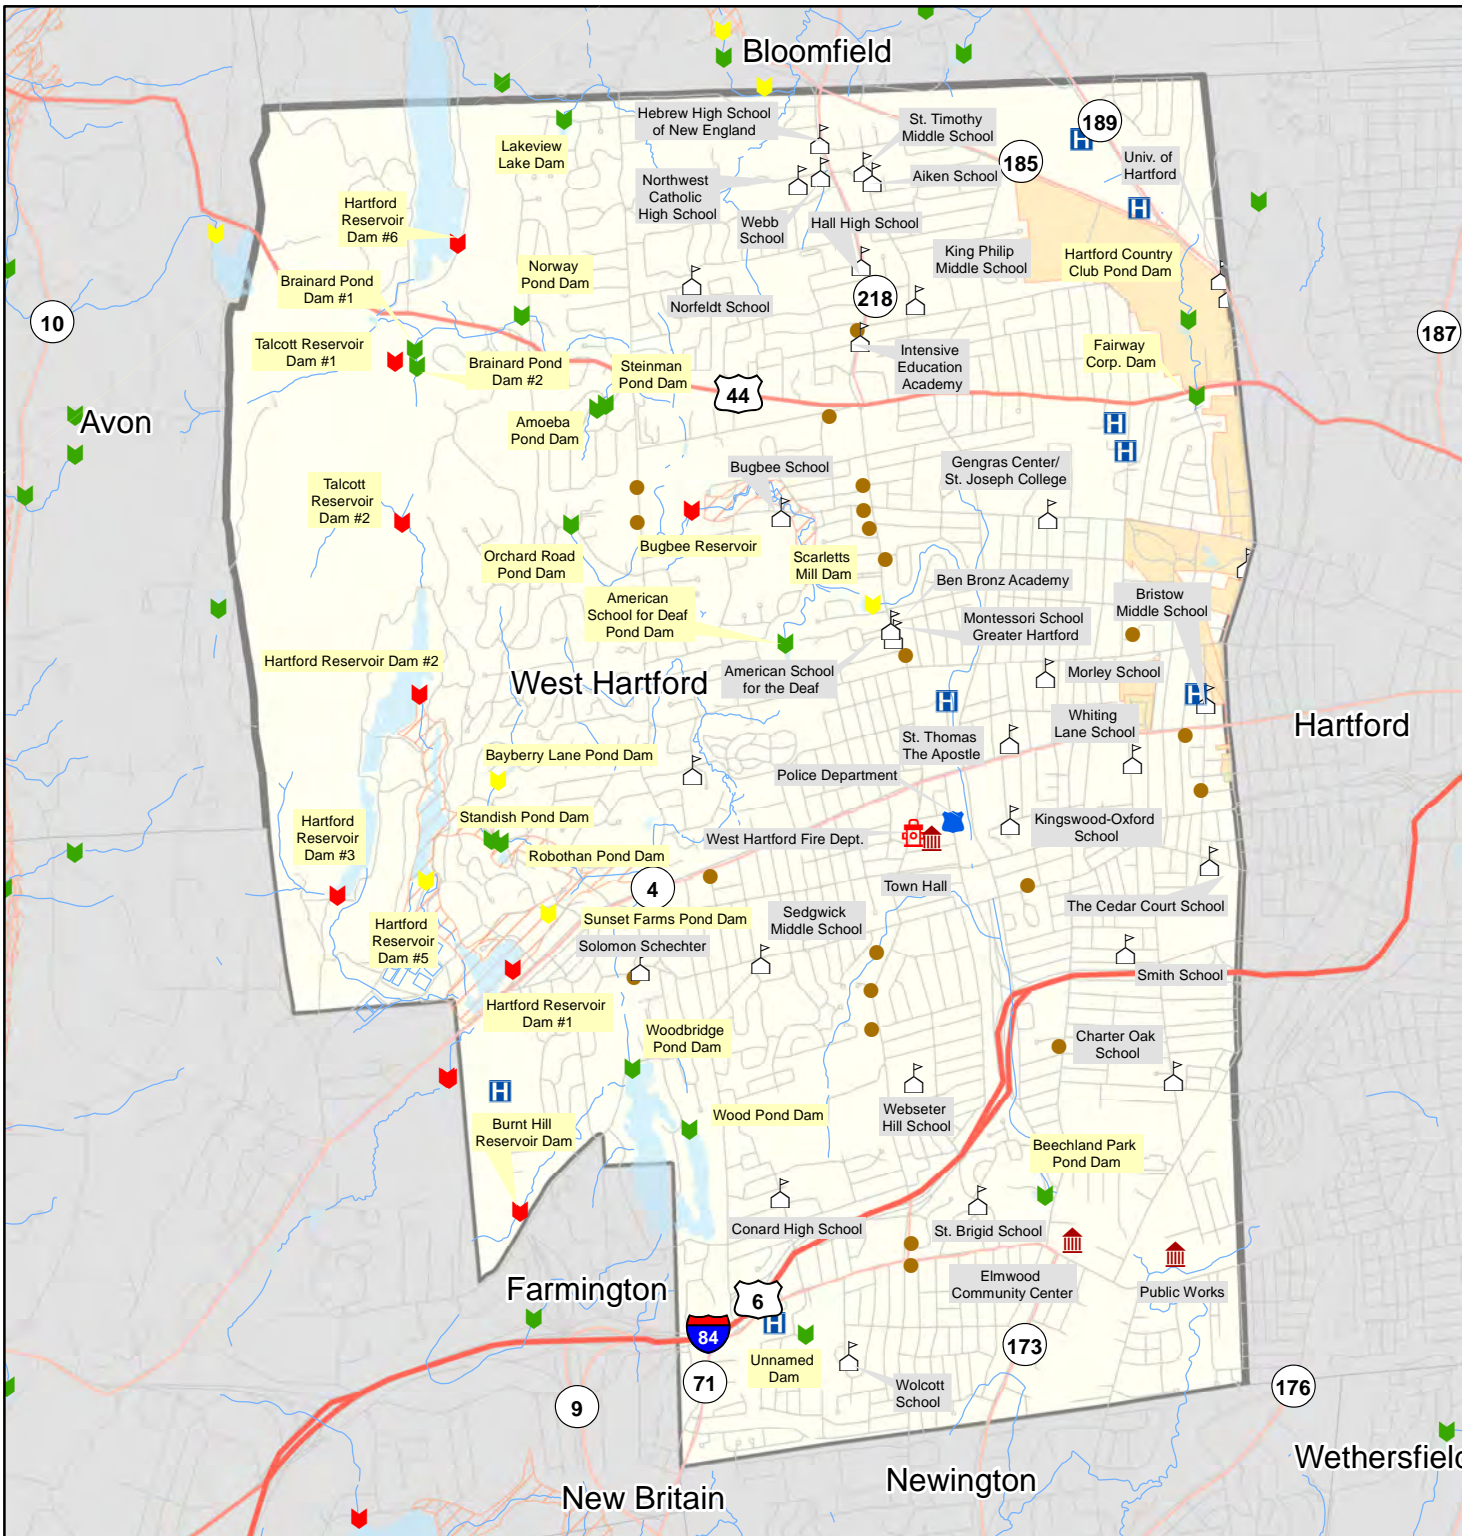 Bloomfield
Hebrew High School
of New England
St. Timothy
Middle School
189
H
Lakeview
Lake Dam
185
Univ. of
Hartford
Northwest
Catholic
High School
Aiken School
Hartford
Reservoir
Dam #6
Webb
School
Hall High School
H
King Philip
Middle School
Hartford Country
Club Pond Dam
Norway
Pond Dam
Brainard Pond
Dam #1
Norfeldt School
218
10
187
Talcott Reservoir
Dam #1
Brainard Pond
Dam #2
Steinman
Pond Dam
Intensive
Education
Academy
Fairway
Corp. Dam
44
Avon
Amoeba
Pond Dam
H
H
Bugbee School
Gengras Center/
St. Joseph College
Talcott
Reservoir
Dam #2
Orchard Road
Pond Dam
Bugbee Reservoir
Scarletts
Mill Dam
Ben Bronz Academy
American
School for Deaf
Pond Dam
Bristow
Middle School
Montessori School
Greater Hartford
Hartford Reservoir Dam #2
West Hartford
American School
for the Deaf
Morley School
H
H
Whiting
Lane School
Hartford
St. Thomas
The Apostle
Bayberry Lane Pond Dam
Police Department
Standish Pond Dam
Hartford
Reservoir
Dam #3
West Hartford Fire Dept.
Kingswood-Oxford
School
Robothan Pond Dam
4
Town Hall
The Cedar Court School
Sunset Farms Pond Dam
Sedgwick
Middle School
Hartford
Reservoir
Dam #5
Solomon Schechter
Smith School
Hartford Reservoir
Dam #1
Woodbridge
Pond Dam
Charter Oak
School
H
Burnt Hill
Reservoir Dam
Wood Pond Dam
Webseter
Hill School
Beechland Park
Pond Dam
Conard High School
St. Brigid School
Farmington
Elmwood
Community Center
Public Works
6
H
84
173
Unnamed
Dam
71
Wolcott
School
9
176
Wethersfield
Newington
New Britain